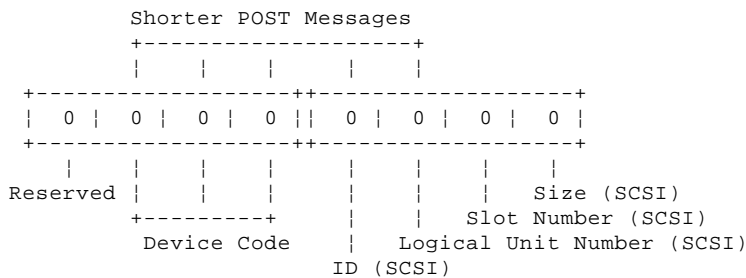 Shorter POST Messages
+---------------------+
¦ ¦ ¦ ¦ ¦
+-------------------++-------------------+
¦ 0 ¦ 0 ¦ 0 ¦ 0 ¦¦ 0 ¦ 0 ¦ 0 ¦ 0 ¦
+-------------------++-------------------+
¦ ¦ ¦ ¦ ¦ ¦ ¦ ¦
Reserved ¦ ¦ ¦ ¦ ¦ ¦ Size (SCSI)
+---------+ ¦ ¦ Slot Number (SCSI)
Device Code ¦ Logical Unit Number (SCSI)
ID (SCSI)